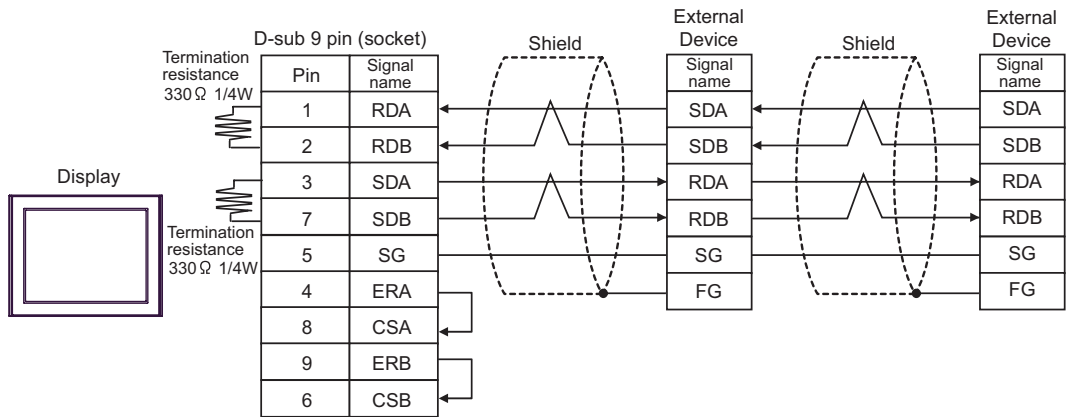 External
Device
External
Device
D-sub 9 pin (socket)
Shield
Shield
Termination
resistance
330Ω 1/4W
Pin
Signal
name
Signal
name
Signal
name
1
RDA
SDA
SDA
2
RDB
SDB
SDB
Display
3
SDA
RDA
RDA
7
SDB
RDB
RDB
Termination
resistance
330Ω 1/4W
5
SG
SG
SG
4
ERA
FG
FG
8
CSA
9
ERB
6
CSB